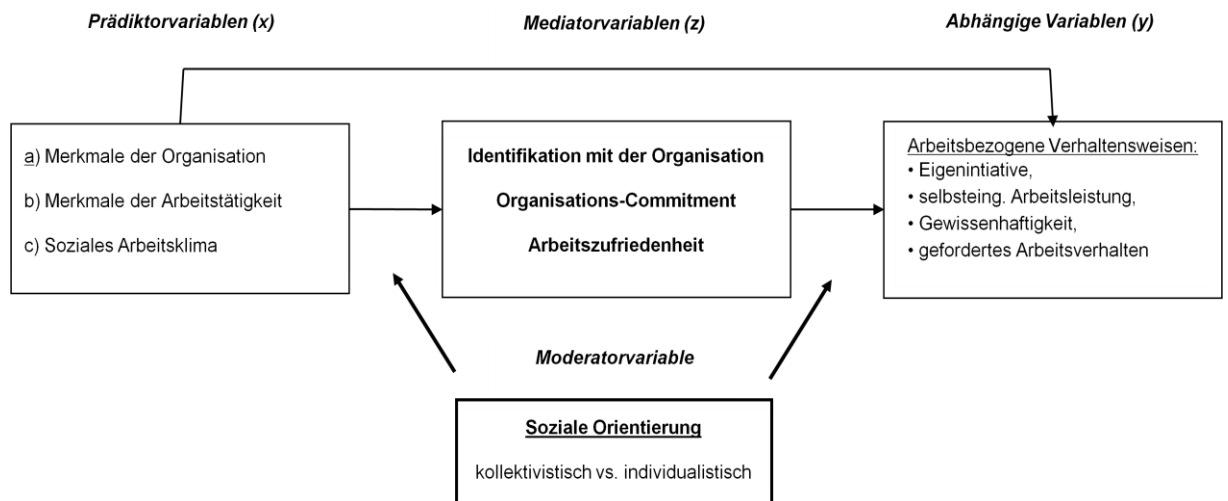 Prädiktorvariablen (x)
Mediatorvariablen (z)
Abhängige Variablen (y)
a) Merkmale der Organisation
b) Merkmale der Arbeitstätigkeit
c) Soziales Arbeitsklima
Identifikation mit der Organisation
Organisations-Commitment
Arbeitszufriedenheit
Arbeitsbezogene Verhaltensweisen:
• Eigenintiative,
• selbsteing. Arbeitsleistung,
• Gewissenhaftigkeit,
• gefordertes Arbeitsverhalten
Moderatorvariable
Soziale Orientierung
kollektivistisch vs. individualistisch